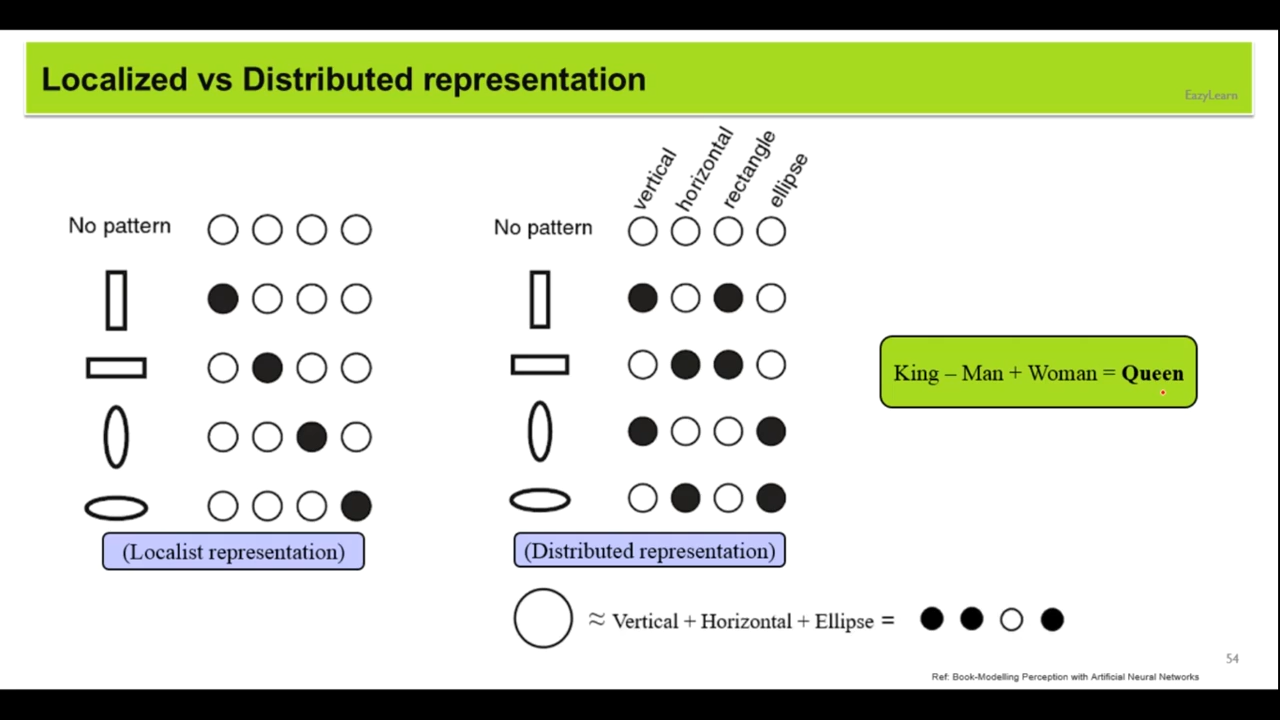 Localized vs Distributed representation
EazyLearn
No pattern
(Localist representation)
vertical
horizontal
rectangle
ellipse
No pattern
(Distributed representation)
King – Man + Woman = Queen
≈ Vertical + Horizontal + Ellipse =
54
Ref: Book-Modelling Perception with Artificial Neural Networks